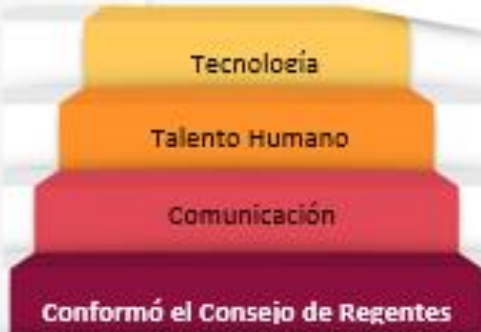 Tecnología
Talento Humano
Comunicación
Conformó el Consejo de Regentes